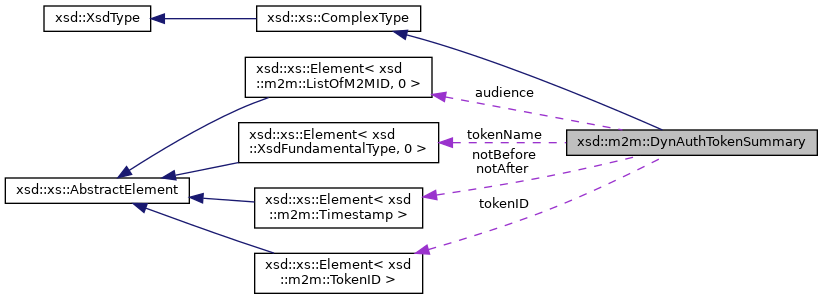 xsd::XsdType
xsd::xs::ComplexType
xsd::xs::Element< xsd
::m2m::ListOfM2MID, 0 >
audience
xsd::xs::Element< xsd
::XsdFundamentalType, 0 >
tokenName
xsd::m2m::DynAuthTokenSummary
notBefore
notAfter
xsd::xs::AbstractElement
xsd::xs::Element< xsd
::m2m::Timestamp >
tokenID
xsd::xs::Element< xsd
::m2m::TokenID >